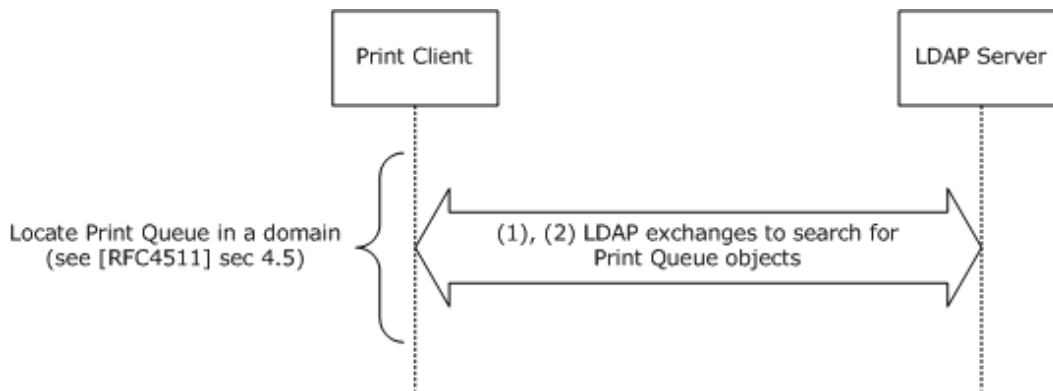 Print Client
LDAP Server
Locate Print Queue in a domain
(see [RFC4511] sec 4.5)
(1), (2) LDAP exchanges to search for
Print Queue objects